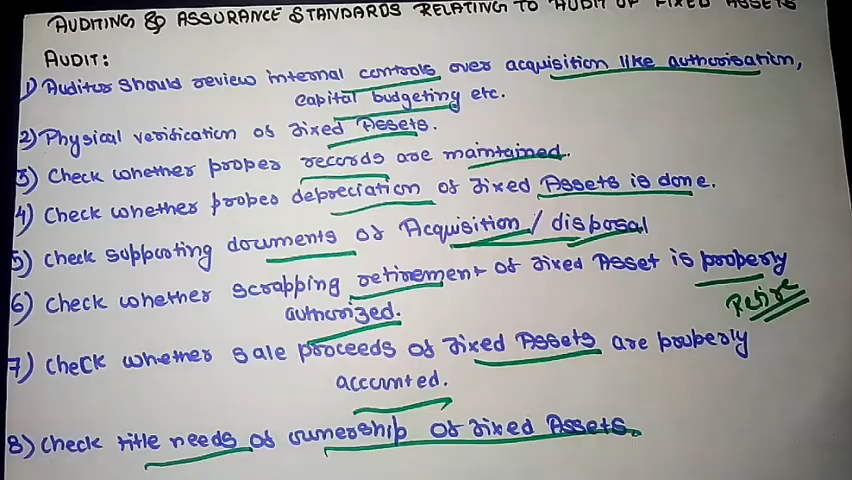 AUDITING & ASSURANCE STANDARDS RELATING TO AUDIT OF FIXED ASSETS
AUDIT:
1) Auditor should review internal controls over acquisition like authorisation,
capital budgeting etc.
2) Physical verification of Fixed Assets.
3) Check whether proper records are maintained.
4) Check whether proper depreciation of Fixed Assets is done.
5) Check supporting documents of Acquisition / disposal
6) Check whether scrapping retirement of Fixed Asset is properly
authorized.
Retire
7) Check whether sale proceeds of Fixed Assets are properly
accounted.
8) Check title needs of ownership of Fixed Assets.